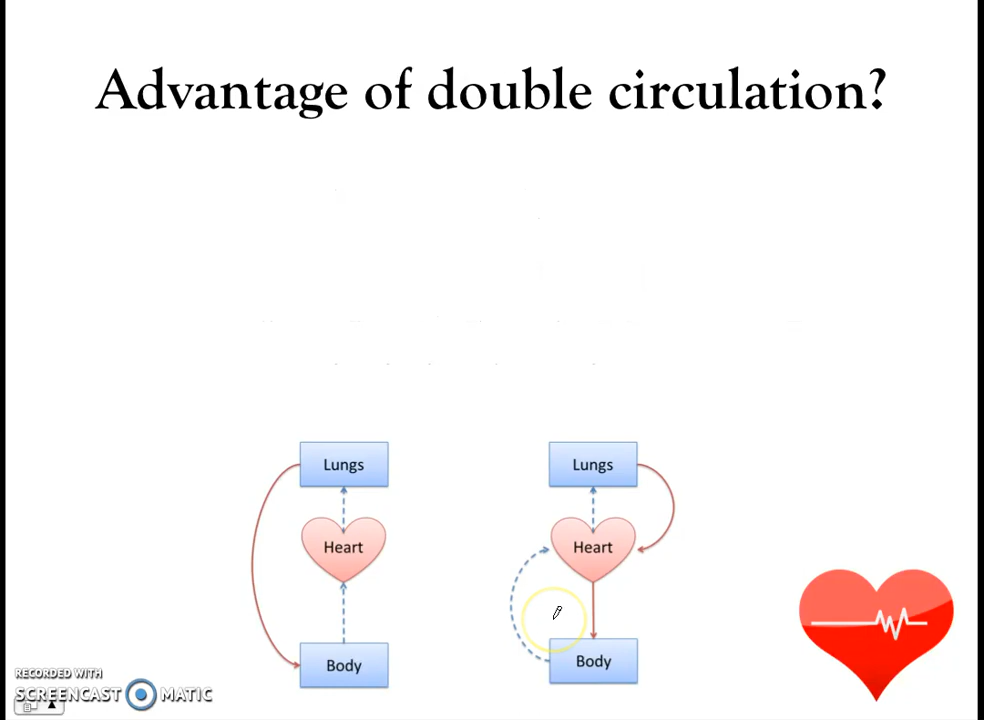 Advantage of double circulation?
Lungs
Lungs
Heart
Heart
Body
Body
RECORDED WITH
SCREENCAST MATIC